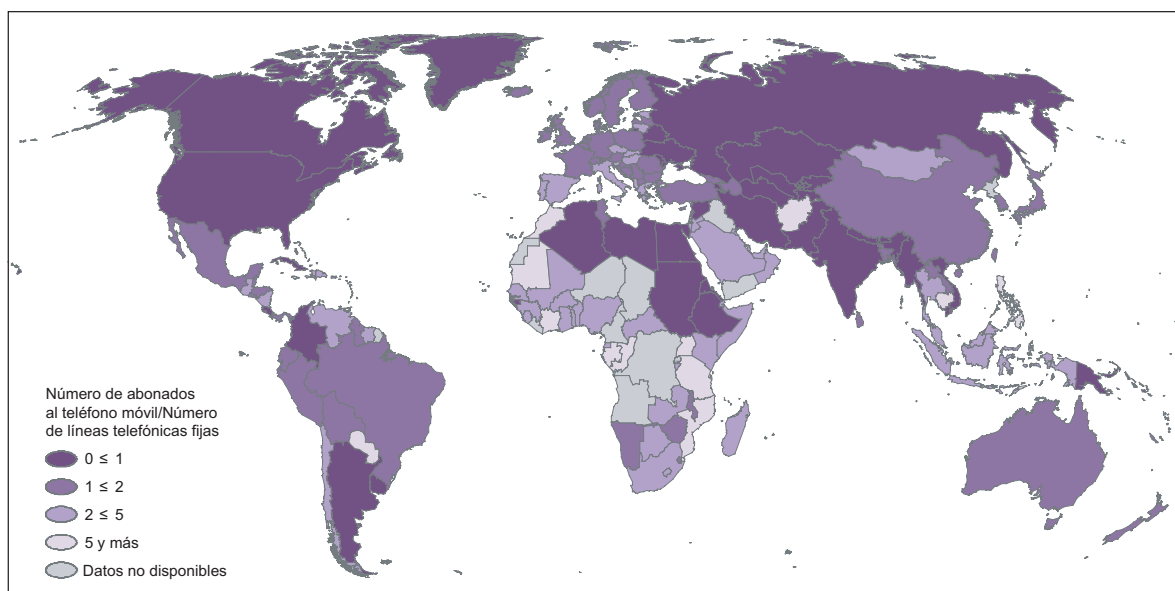 Número de abonados
al teléfono móvil/Número
de líneas telefónicas fijas
0 ≤ 1
1 ≤ 2
2 ≤ 5
5 y más
Datos no disponibles